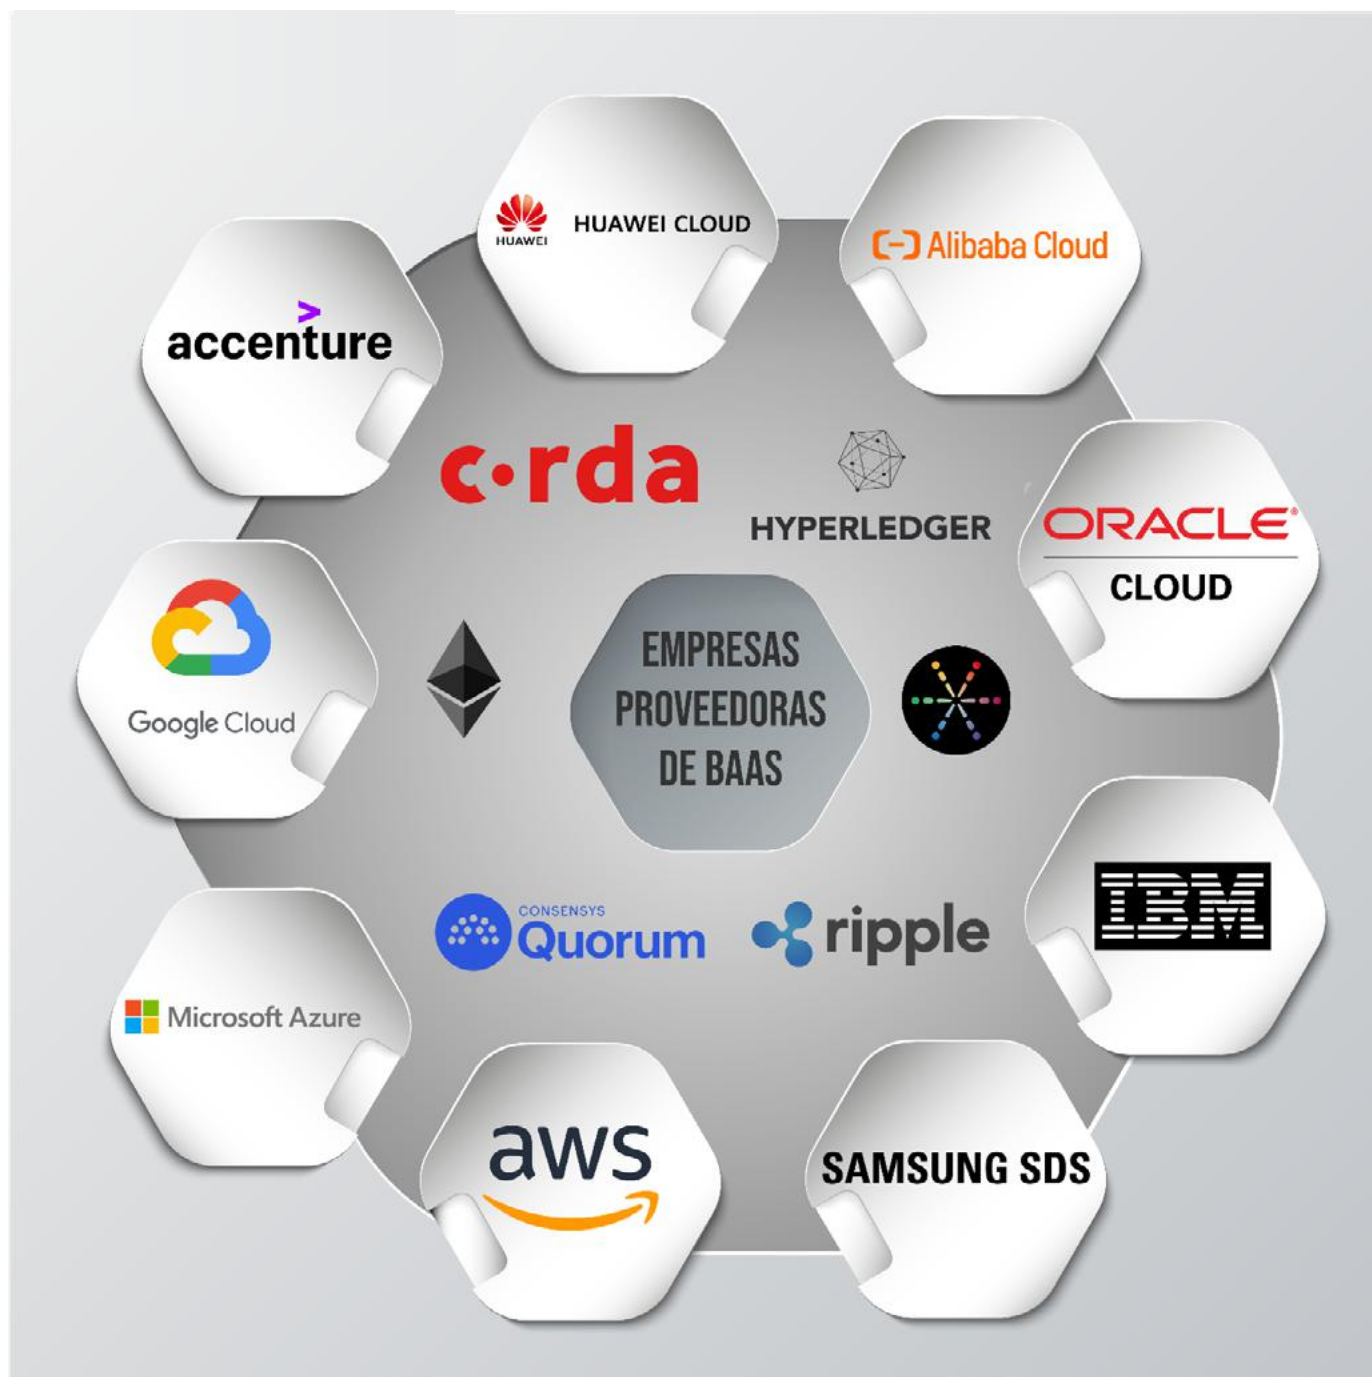 HUAWEI
HUAWEI CLOUD
Alibaba Cloud
accenture
corda
HYPERLEDGER
ORACLE®
CLOUD
Google Cloud
EMPRESAS
PROVEEDORAS
DE BAAS
IBM
CONSENSYS
Quorum
ripple
Microsoft Azure
aws
SAMSUNG SDS